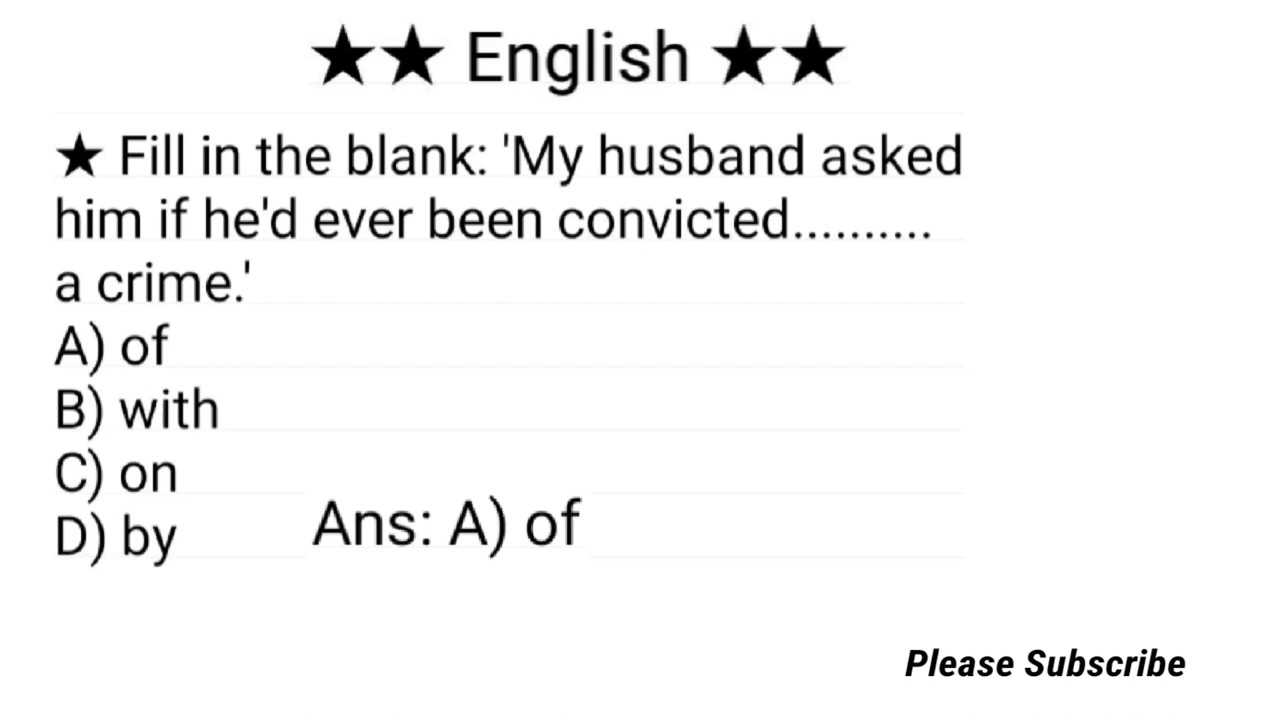 ★★ English ★★
★ Fill in the blank: 'My husband asked
him if he'd ever been convicted..........
a crime.'
A) of
B) with
C) on
D) by
Ans: A) of
Please Subscribe